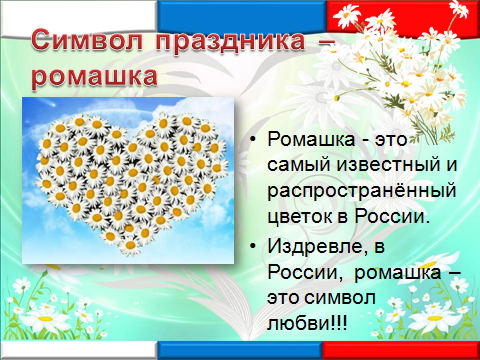 Символ праздника –
ромашка
• Ромашка - это
самый известный и
распространённый
цветок в России.
• Издревле, в
России, ромашка –
это символ
любви!!!